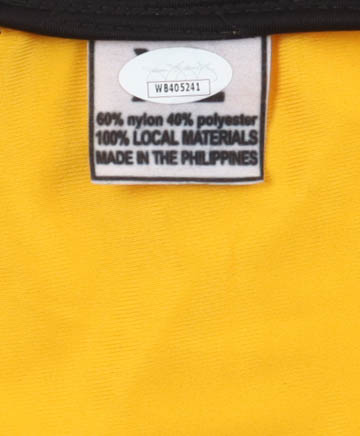 WB405241
60% nylon 40% polyester
100% LOCAL MATERIALS
MADE IN THE PHILIPPINES